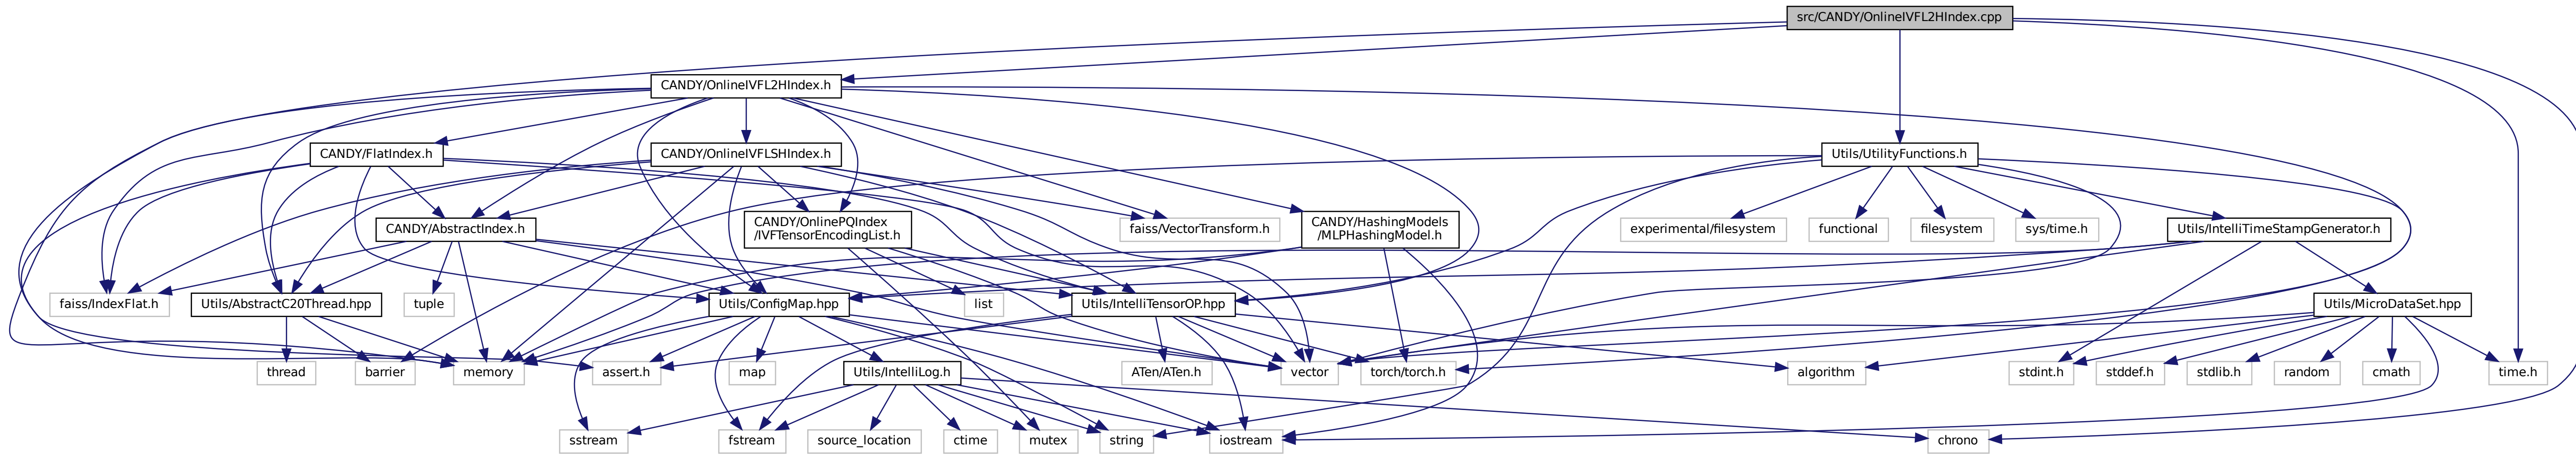 src/CANDY/OnlineIVFL2HIndex.cpp
CANDY/OnlineIVFL2HIndex.h
CANDY/FlatIndex.h
CANDY/OnlineIVFLSHIndex.h
Utils/UtilityFunctions.h
CANDY/AbstractIndex.h
CANDY/OnlinePQIndex
/IVFTensorEncodingList.h
faiss/VectorTransform.h
CANDY/HashingModels
/MLPHashingModel.h
experimental/filesystem
functional
filesystem
sys/time.h
Utils/IntelliTimeStampGenerator.h
faiss/IndexFlat.h
Utils/AbstractC20Thread.hpp
tuple
Utils/ConfigMap.hpp
list
Utils/IntelliTensorOP.hpp
Utils/MicroDataSet.hpp
thread
barrier
memory
assert.h
map
Utils/IntelliLog.h
ATen/ATen.h
vector
torch/torch.h
algorithm
stdint.h
stddef.h
stdlib.h
random
cmath
time.h
sstream
fstream
source_location
ctime
mutex
string
iostream
chrono